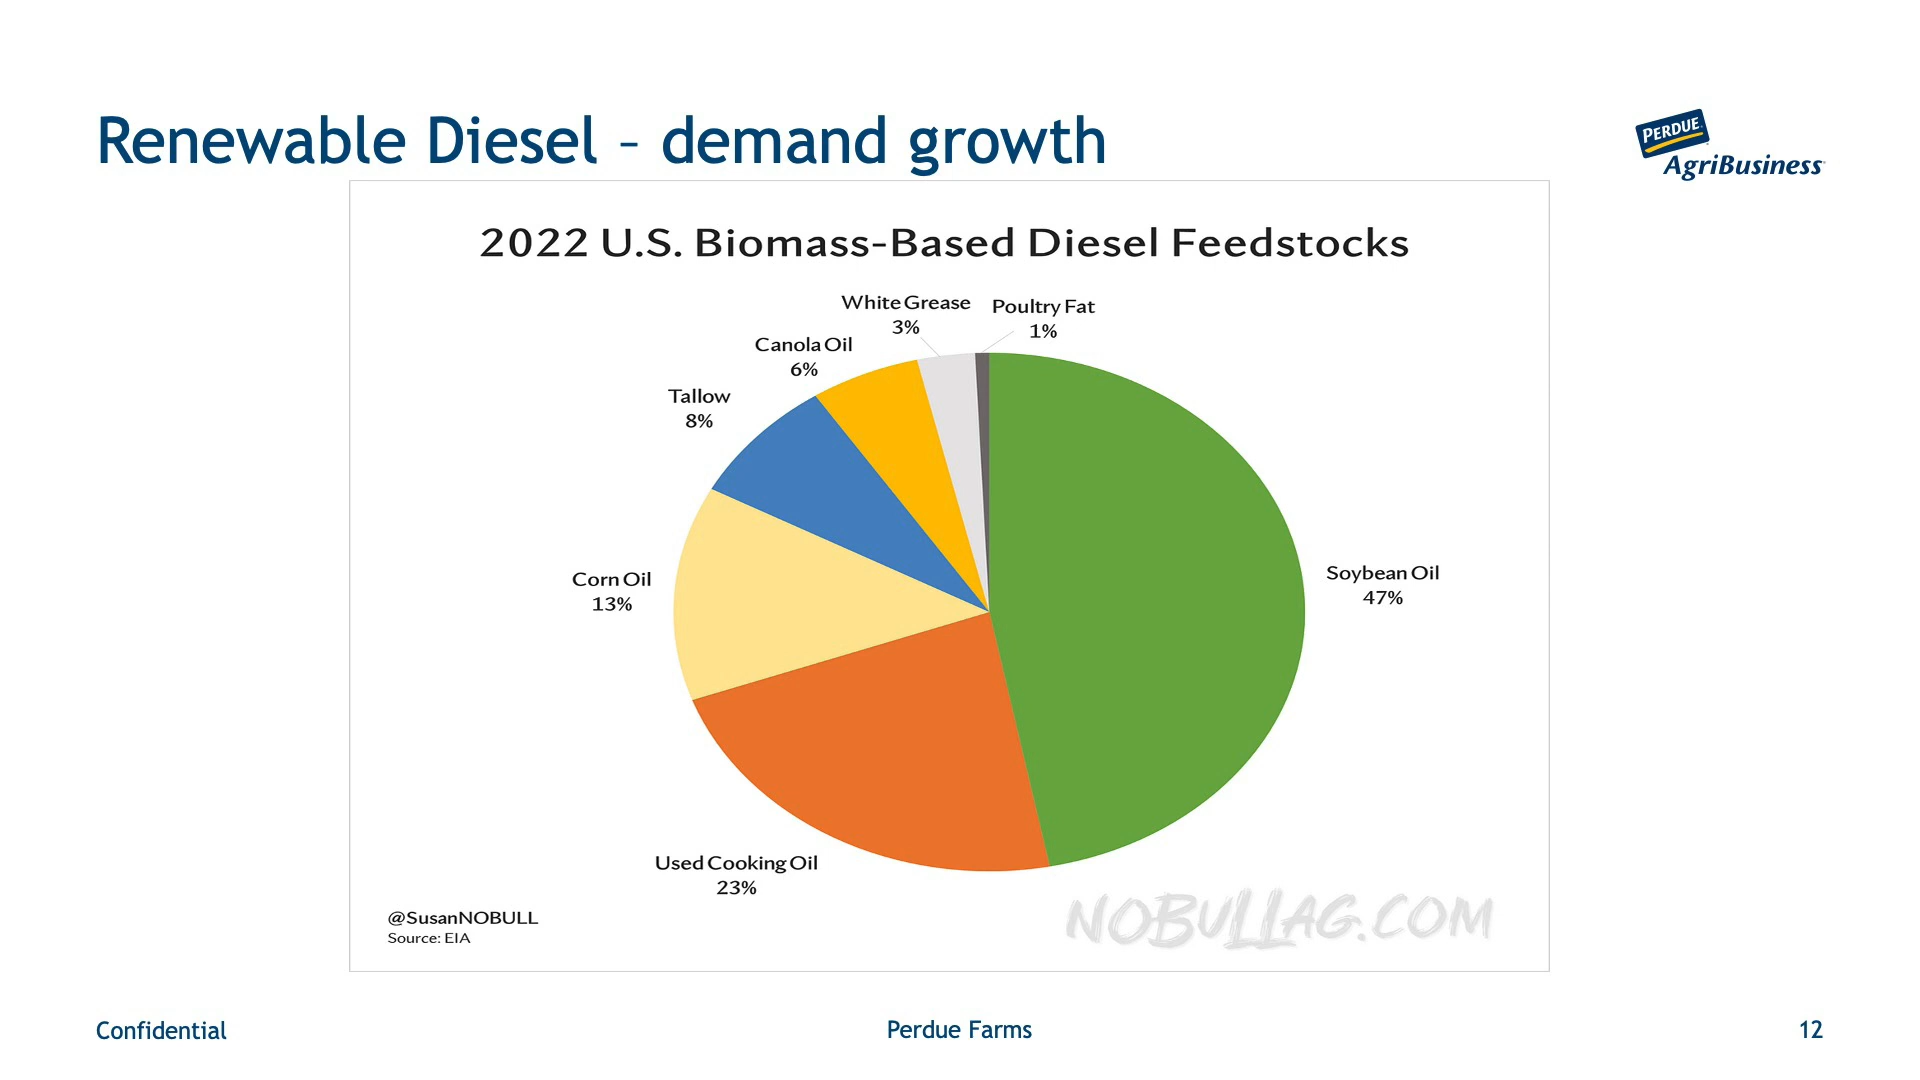 Renewable Diesel – demand growth
PERDUE
AgriBusiness
2022 U.S. Biomass-Based Diesel Feedstocks
White Grease
3%
Poultry Fat
1%
Canola Oil
6%
Tallow
8%
Corn Oil
13%
Soybean Oil
47%
Used Cooking Oil
23%
@SusanNOBULL
Source: EIA
NOBULLAG.COM
Confidential
Perdue Farms
12